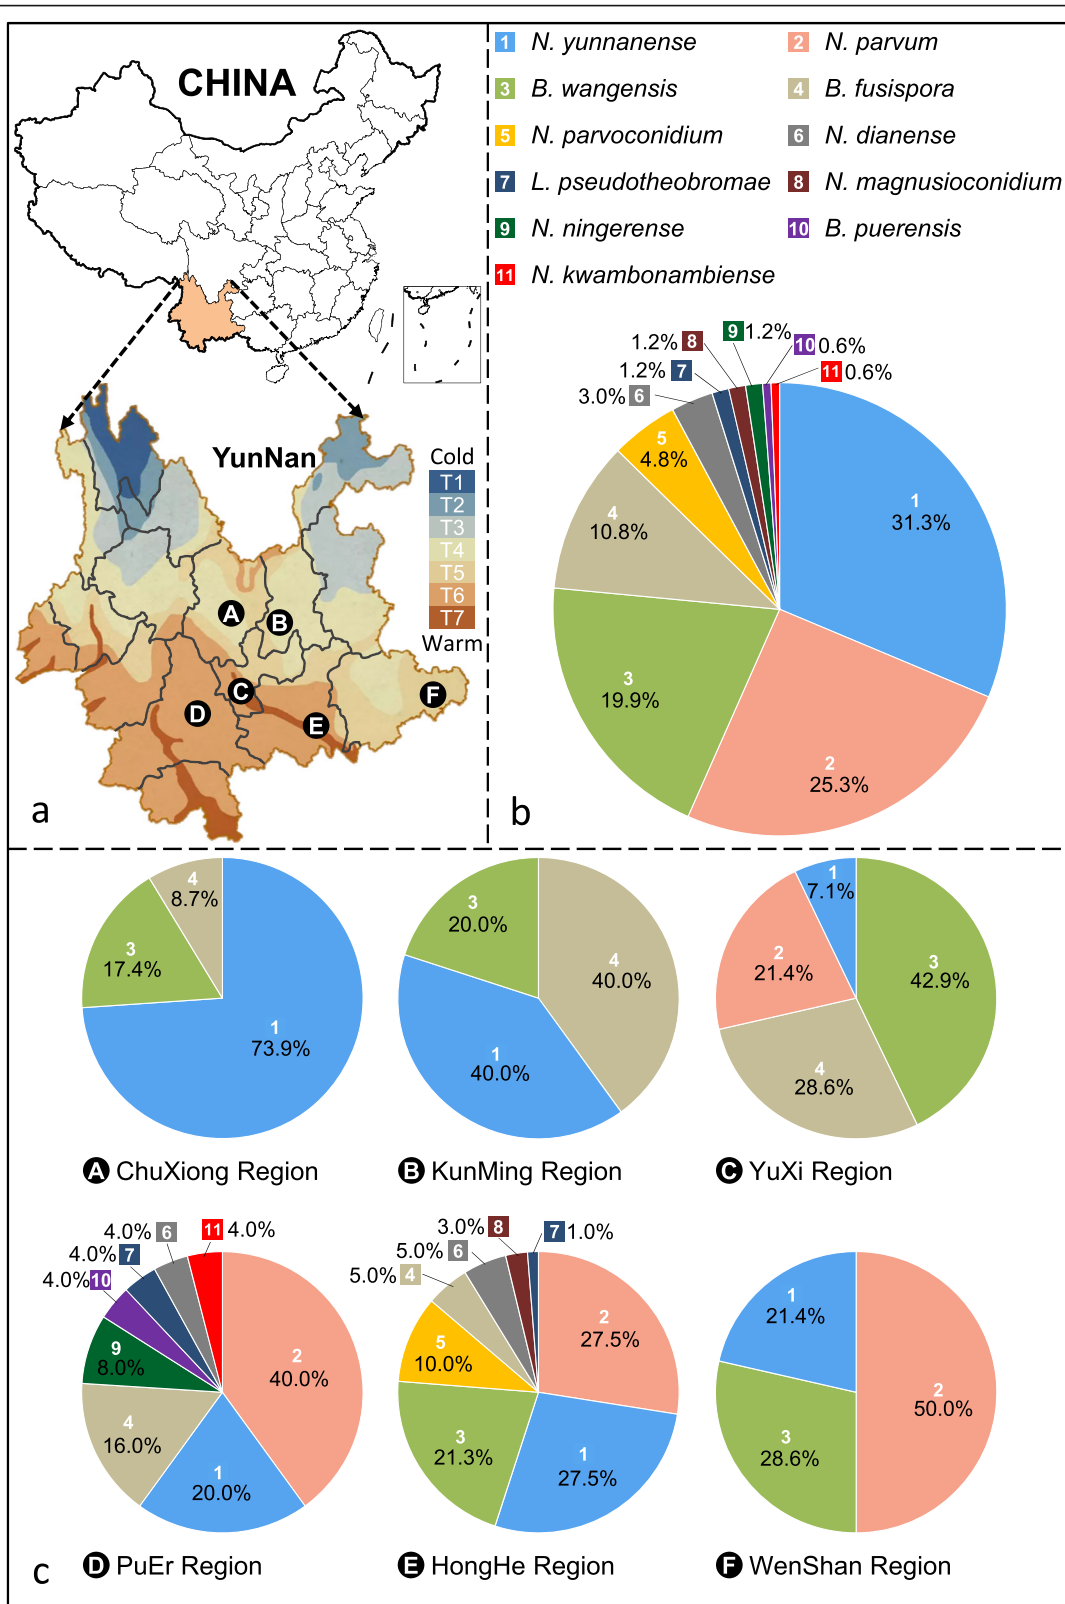 CHINA
YunNan
Cold
T1
T2
T3
T4
T5
T6
T7
Warm
A
B
C
D
E
F
a
1 N. yunnanense
2 N. parvum
3 B. wangensis
4 B. fusispora
5 N. parvoconidium
6 N. dianense
7 L. pseudotheobromae
8 N. magnusioconidium
9 N. ningerense
10 B. puerensis
11 N. kwambonambiense
1.2% 8
9 1.2%
10 0.6%
1.2% 7
11 0.6%
3.0% 6
5
4.8%
4
10.8%
1
31.3%
3
19.9%
2
25.3%
b
4
8.7%
3
17.4%
1
73.9%
A ChuXiong Region
3
20.0%
4
40.0%
1
40.0%
B KunMing Region
1
7.1%
2
21.4%
3
42.9%
4
28.6%
C YuXi Region
4.0% 6
11 4.0%
4.0% 7
4.0% 10
9
8.0%
2
40.0%
4
16.0%
1
20.0%
D PuEr Region
3.0% 8
7 1.0%
5.0% 6
5.0% 4
5
10.0%
2
27.5%
3
21.3%
1
27.5%
E HongHe Region
1
21.4%
2
50.0%
3
28.6%
F WenShan Region
c